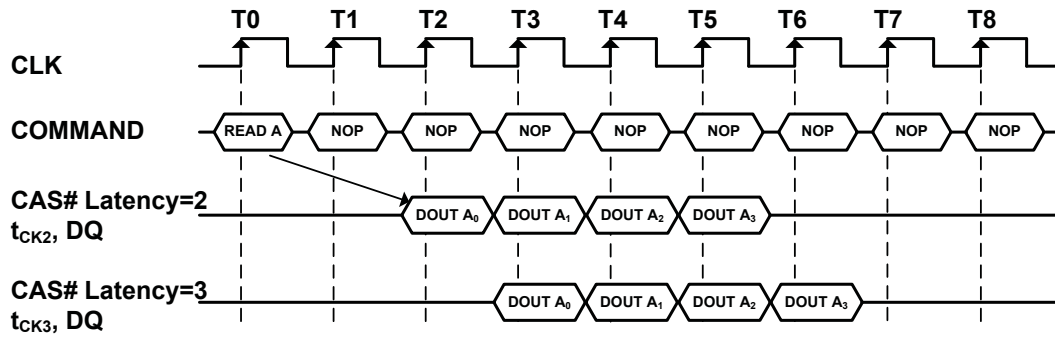 T0 T1 T2 T3 T4 T5 T6 T7 T8
CLK
COMMAND READ A NOP NOP NOP NOP NOP NOP NOP NOP
CAS# Latency=2
DOUT A₀ DOUT A₁ DOUT A₂ DOUT A₃
tCK2, DQ
CAS# Latency=3
DOUT A₀ DOUT A₁ DOUT A₂ DOUT A₃
tCK3, DQ